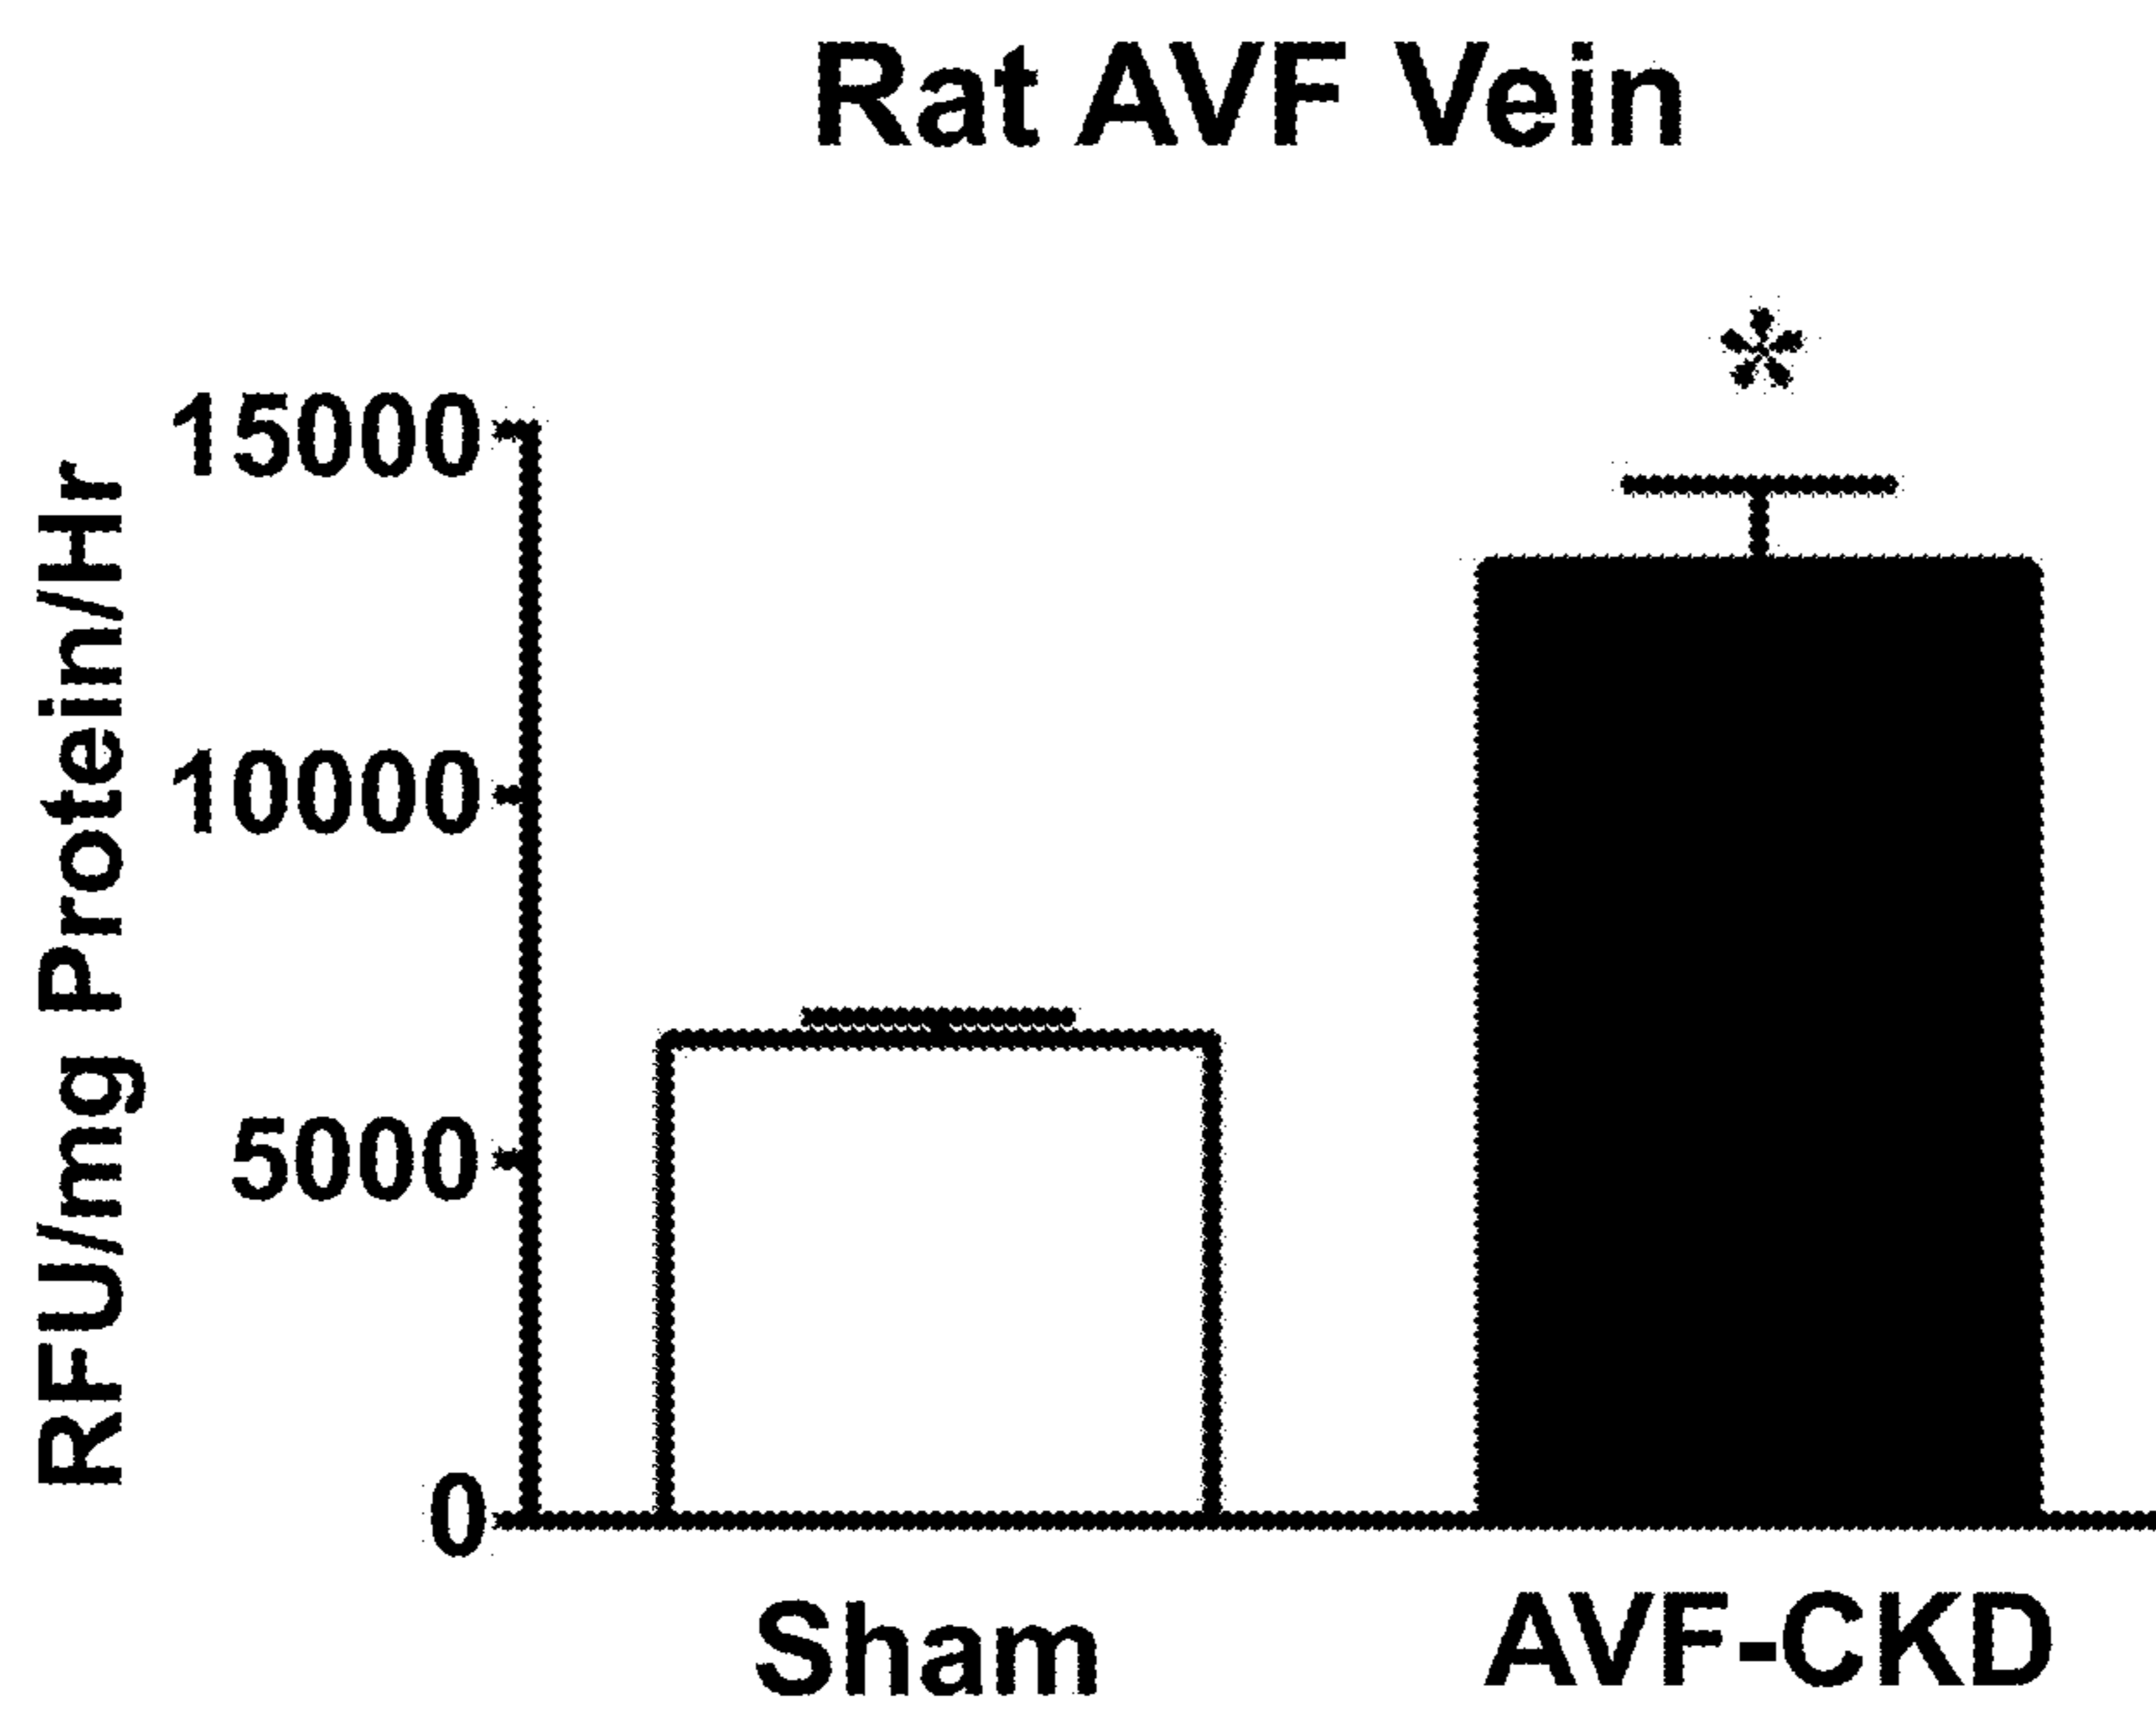 Rat AVF Vein
*
RFU/mg Protein/Hr
15000
10000
5000
0
Sham
AVF-CKD